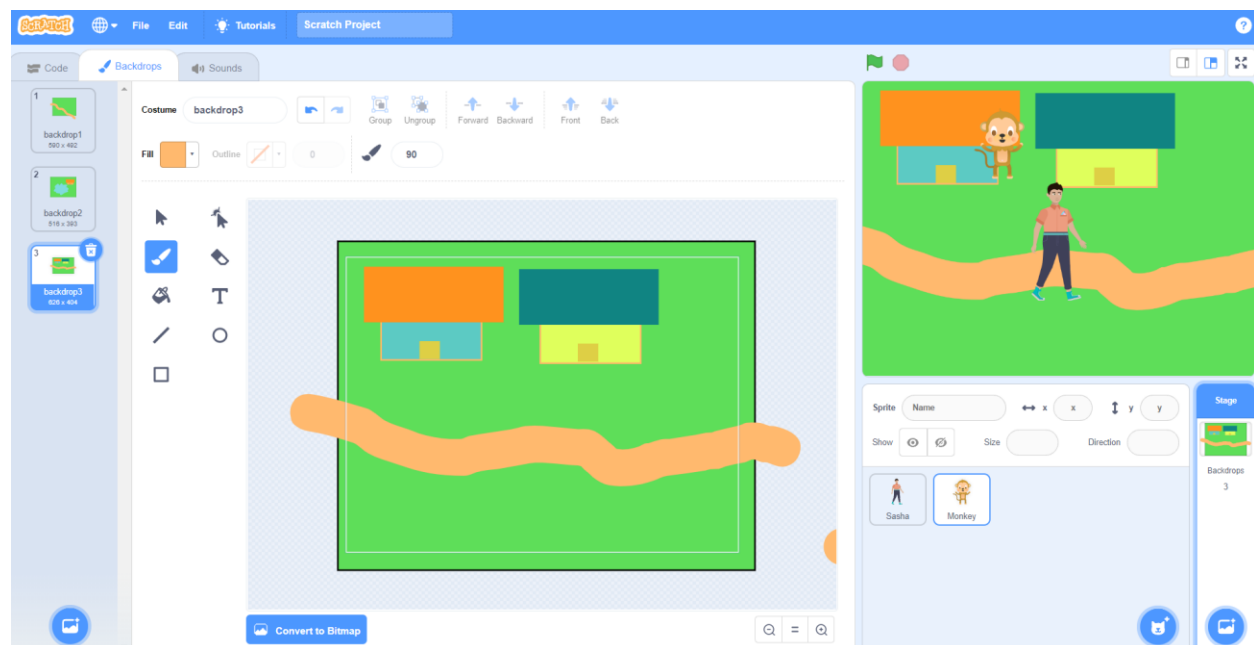 SCRATCH File Edit Tutorials Scratch Project ?
Code Backdrops Sounds
1
backdrop1
590 x 492
2
backdrop2
516 x 393
3
backdrop3
626 x 404
Costume backdrop3 Group Ungroup Forward Backward Front Back
Fill Outline 0 90
T
Convert to Bitmap
Sprite Name x x y y
Show Size Direction
Sasha Monkey
Stage
Backdrops
3